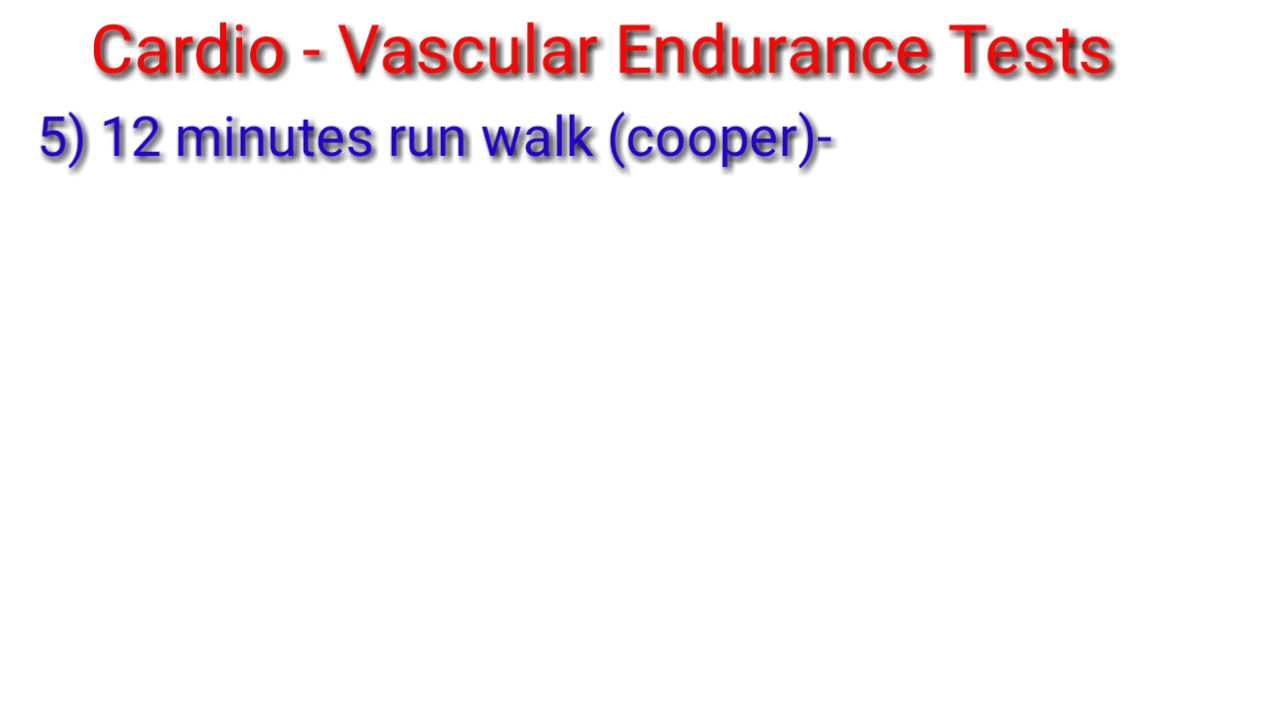 Cardio - Vascular Endurance Tests
5) 12 minutes run walk (cooper)-